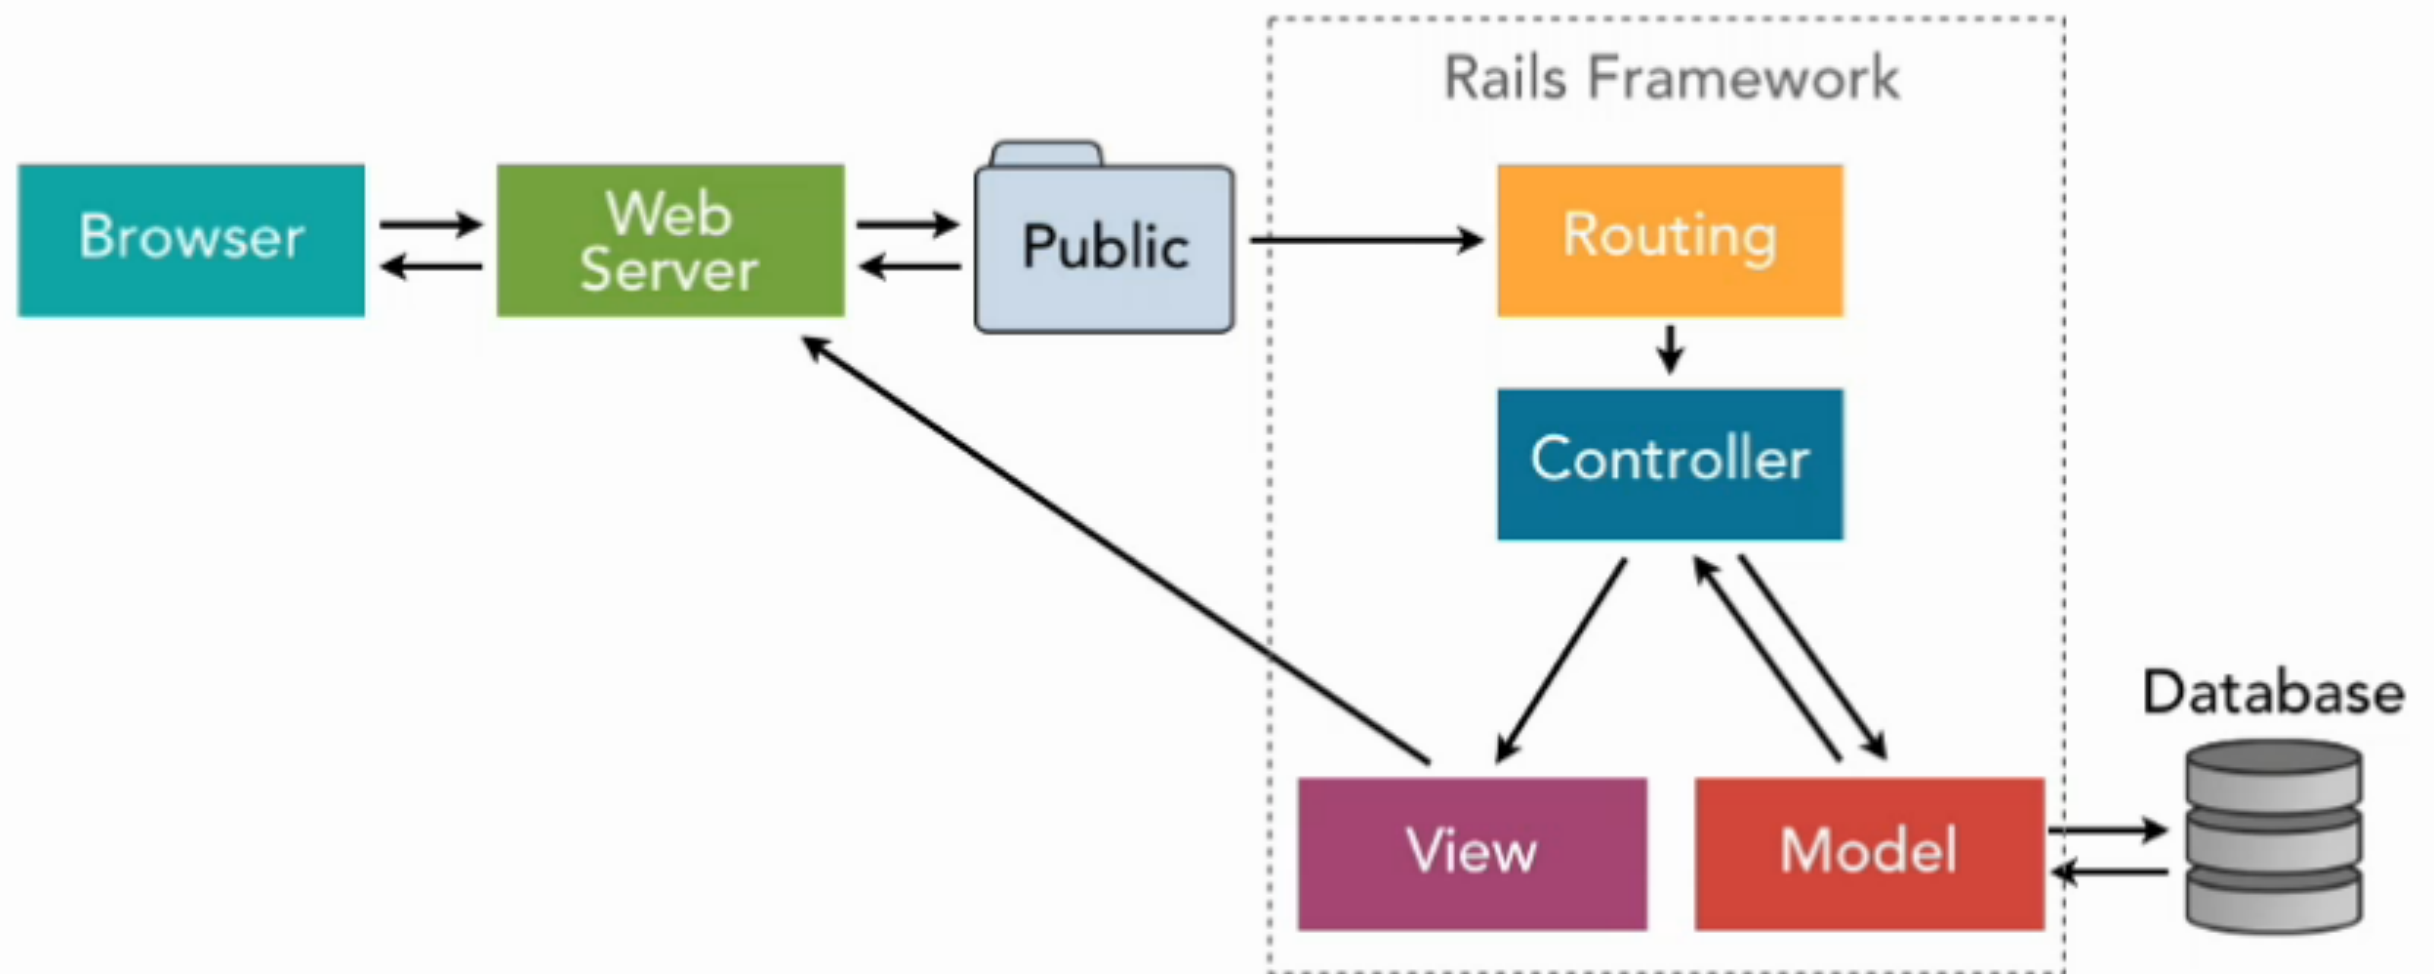 Rails Framework
Browser
Web
Server
Public
Routing
Controller
View
Model
Database